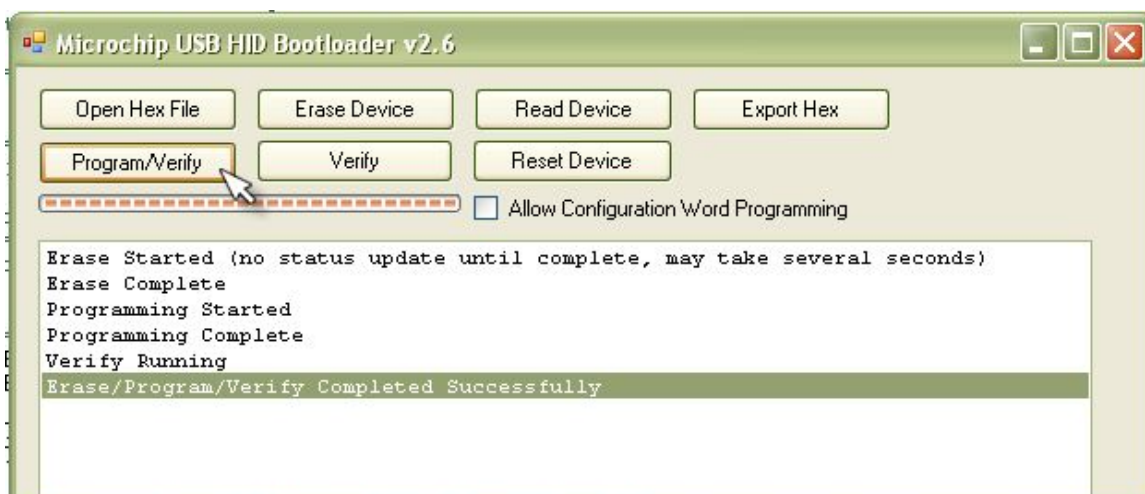 Microchip USB HID Bootloader v2.6
Open Hex File Erase Device Read Device Export Hex
Program/Verify Verify Reset Device
Allow Configuration Word Programming
Erase Started (no status update until complete, may take several seconds)
Erase Complete
Programming Started
Programming Complete
Verify Running
Erase/Program/Verify Completed Successfully